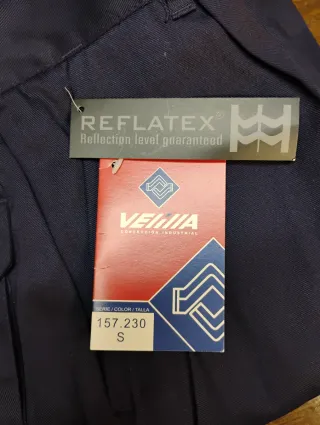 REFLATEX®
Reflection level guaranteed
VELILLA
CONFECCIÓN INDUSTRIAL
SERIE / COLOR / TALLA
157.230
S